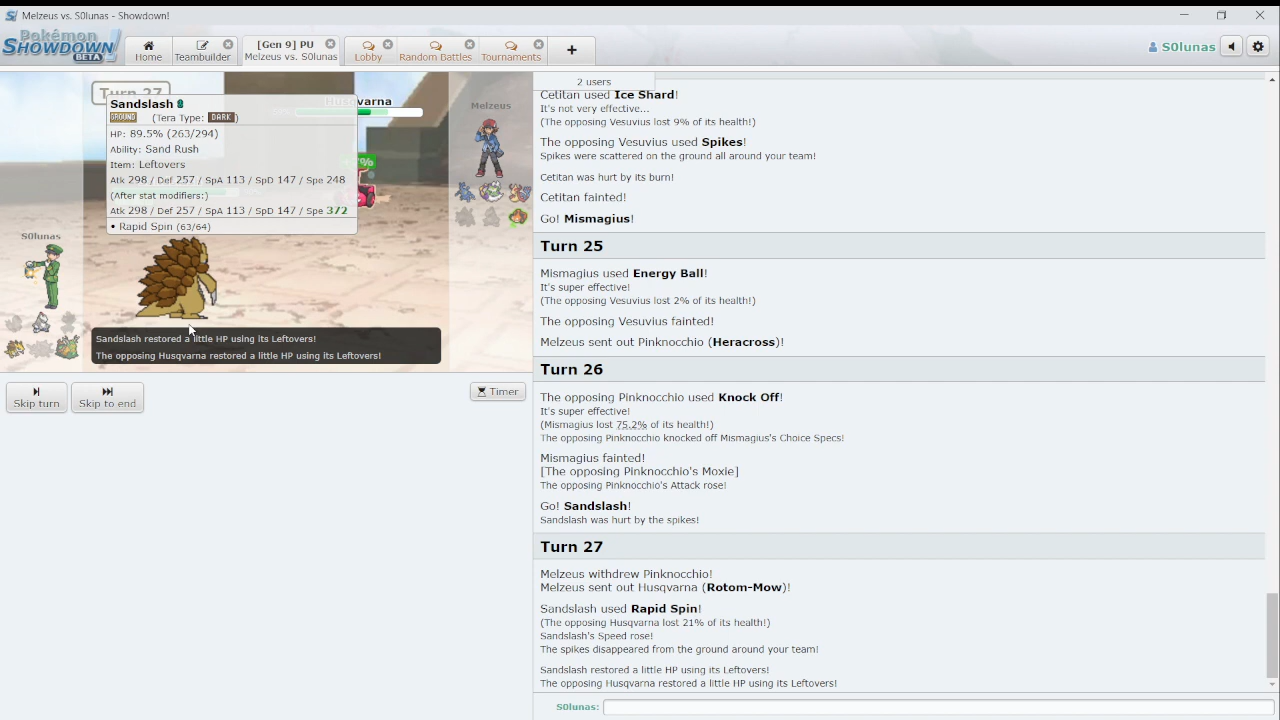 Melzeus vs. S0lunas - Showdown!
Pokémon
SHOWDOWN!
BETA
Home
Teambuilder
[Gen 9] PU
Melzeus vs. S0lunas
Lobby
Random Battles
Tournaments
+
S0lunas
Turn 27
Husqvarna
Melzeus
Sandslash
GROUND (Tera Type: DARK)
HP: 89.5% (263/294)
Ability: Sand Rush
Item: Leftovers
Atk 298 / Def 257 / SpA 113 / SpD 147 / Spe 248
(After stat modifiers:)
Atk 298 / Def 257 / SpA 113 / SpD 147 / Spe 372
• Rapid Spin (63/64)
S0lunas
Sandslash restored a little HP using its Leftovers!
The opposing Husqvarna restored a little HP using its Leftovers!
Skip turn
Skip to end
Timer
2 users
Cetitan used Ice Shard!
It's not very effective...
(The opposing Vesuvius lost 9% of its health!)
The opposing Vesuvius used Spikes!
Spikes were scattered on the ground all around your team!
Cetitan was hurt by its burn!
Cetitan fainted!
Go! Mismagius!
Turn 25
Mismagius used Energy Ball!
It's super effective!
(The opposing Vesuvius lost 2% of its health!)
The opposing Vesuvius fainted!
Melzeus sent out Pinknocchio (Heracross)!
Turn 26
The opposing Pinknocchio used Knock Off!
It's super effective!
(Mismagius lost 75.2% of its health!)
The opposing Pinknocchio knocked off Mismagius's Choice Specs!
Mismagius fainted!
[The opposing Pinknocchio's Moxie]
The opposing Pinknocchio's Attack rose!
Go! Sandslash!
Sandslash was hurt by the spikes!
Turn 27
Melzeus withdrew Pinknocchio!
Melzeus sent out Husqvarna (Rotom-Mow)!
Sandslash used Rapid Spin!
(The opposing Husqvarna lost 21% of its health!)
Sandslash's Speed rose!
The spikes disappeared from the ground around your team!
Sandslash restored a little HP using its Leftovers!
The opposing Husqvarna restored a little HP using its Leftovers!
S0lunas: